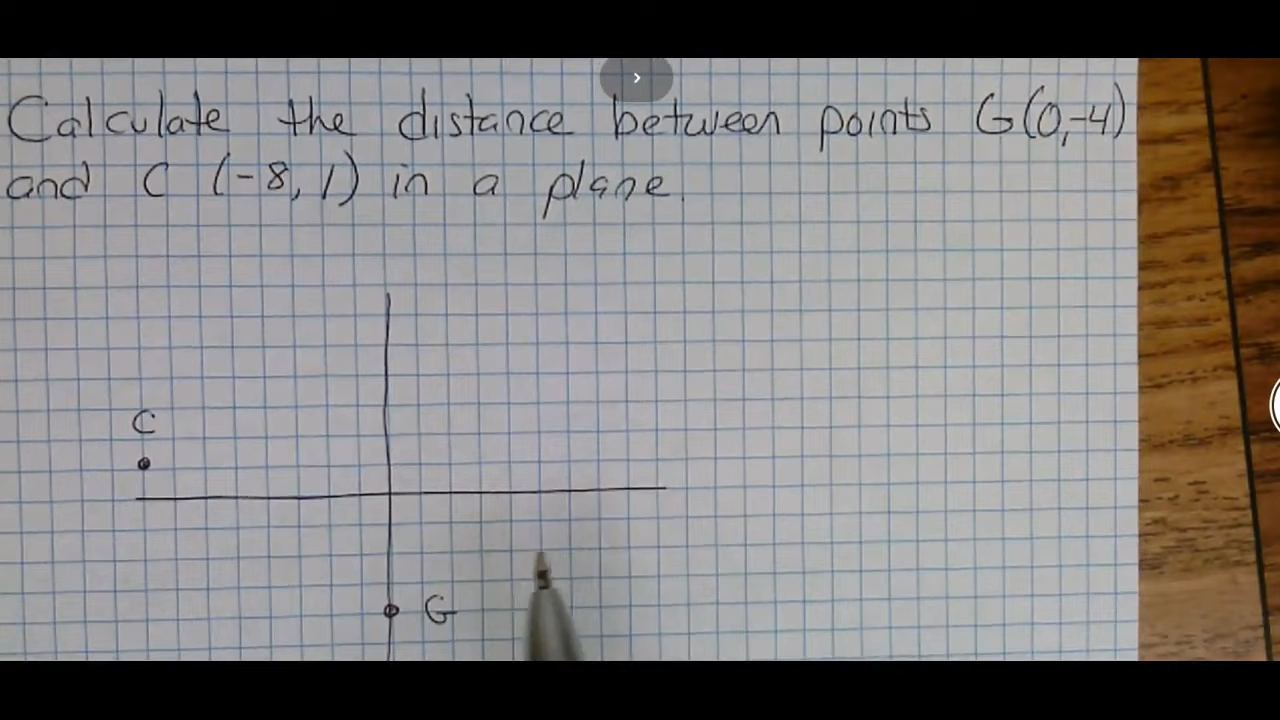 Calculate the distance between points G(0,-4)
and C (-8, 1) in a plane.
C
G